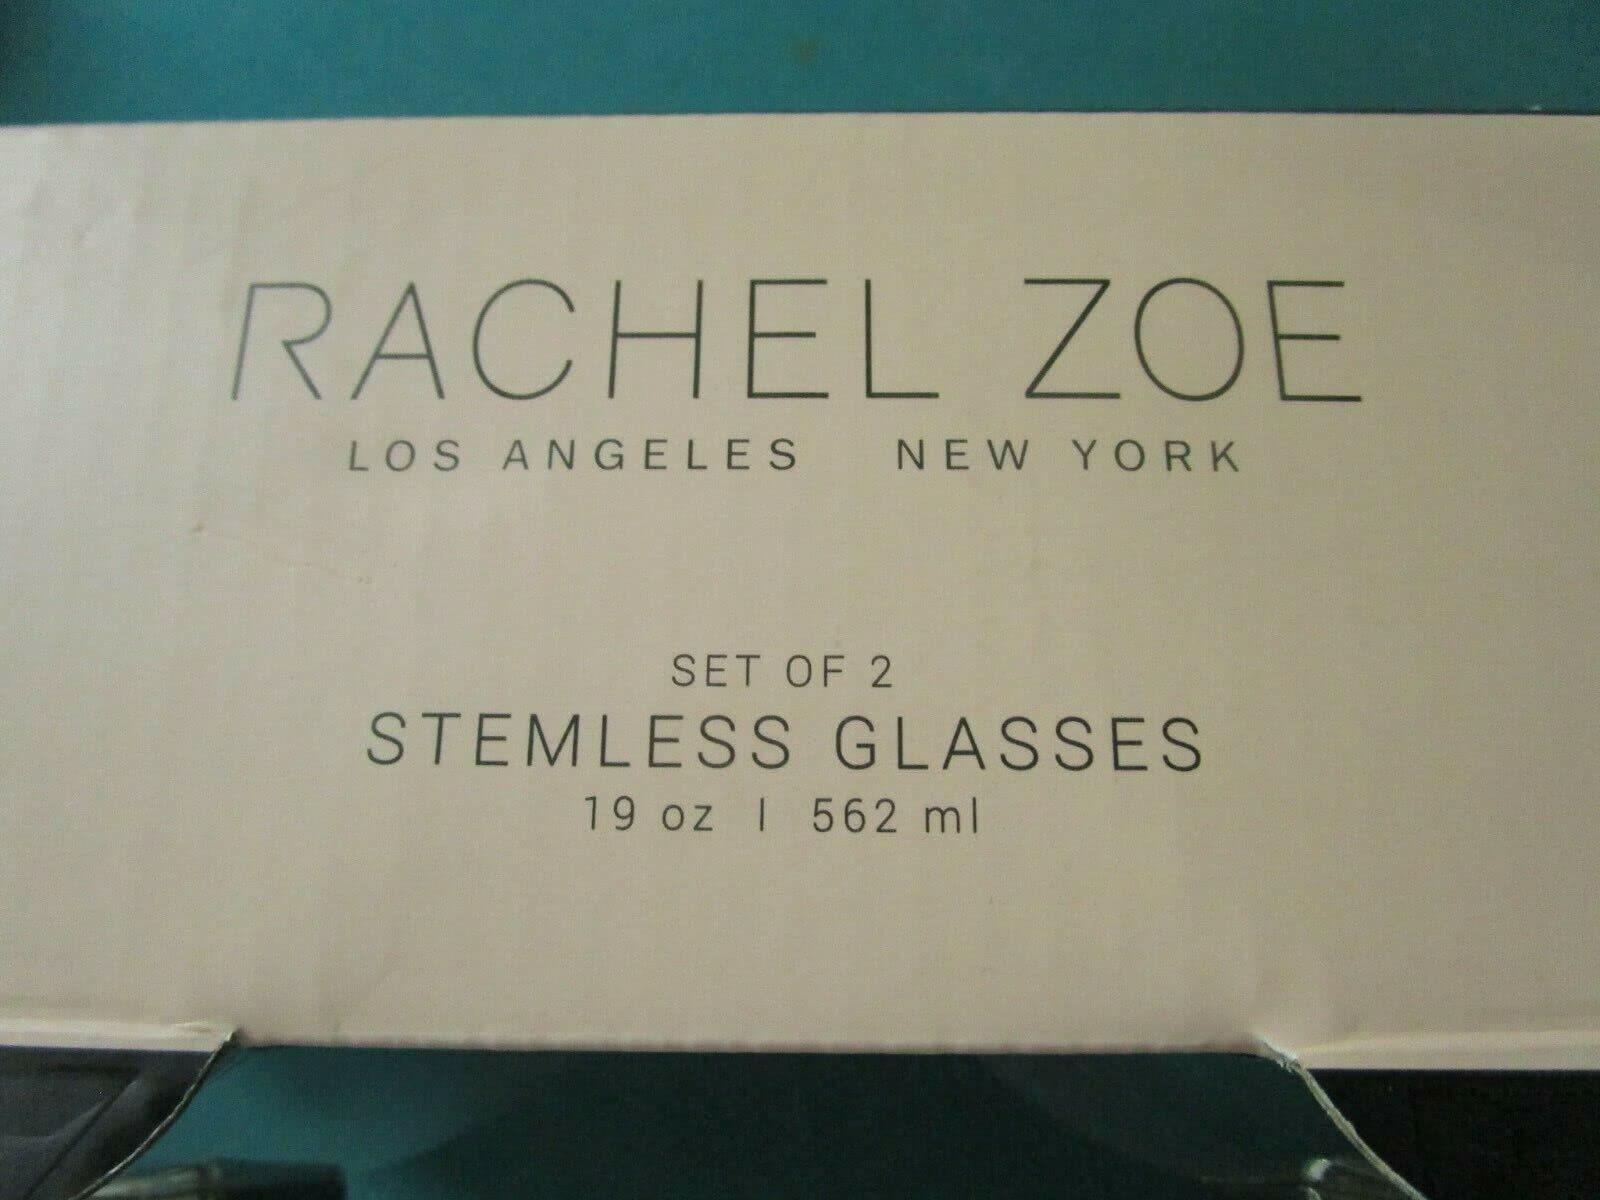 RACHEL ZOE
LOS ANGELES NEW YORK
SET OF 2
STEMLESS GLASSES
19 oz | 562 ml